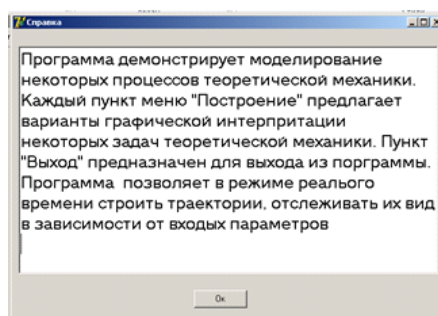 Справка
Программа демонстрирует моделирование
некоторых процессов теоретической механики.
Каждый пункт меню "Построение" предлагает
варианты графической интерпритации
некоторых задач теоретической механики. Пункт
"Выход" предназначен для выхода из порграммы.
Программа позволяет в режиме реалього
времени строить траектории, отслеживать их вид
в зависимости от входых параметров
Ок